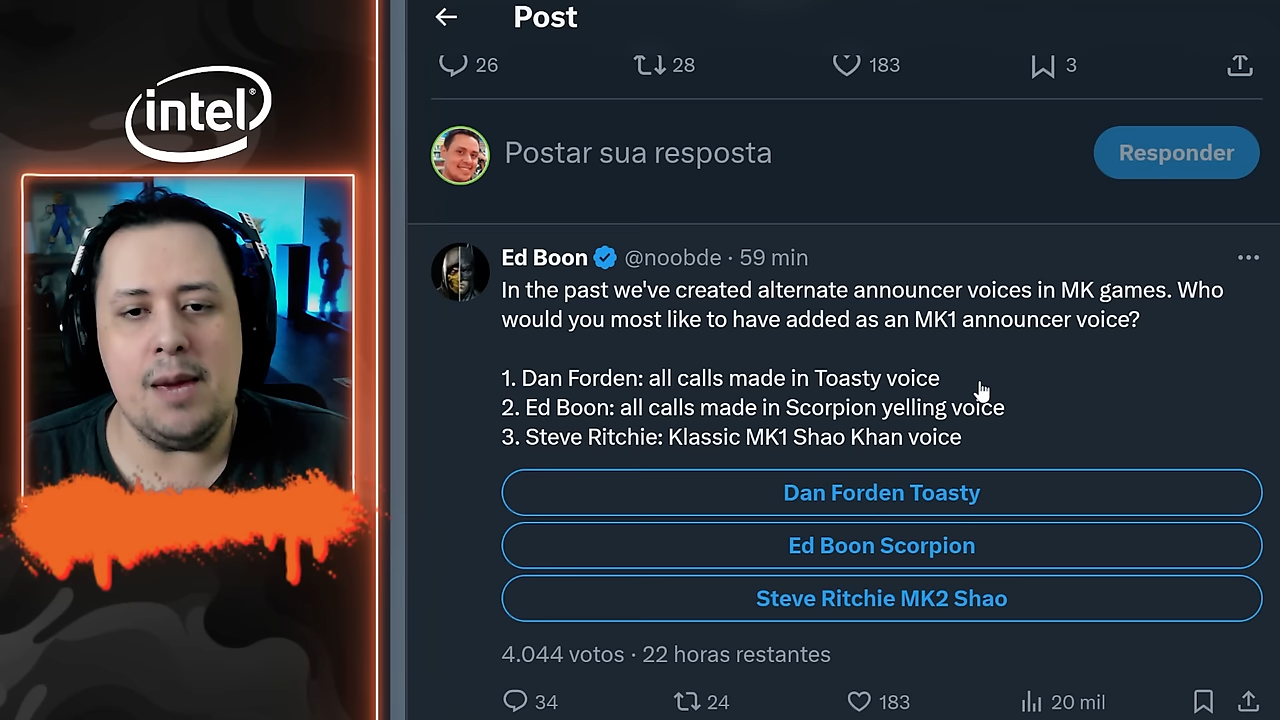 Post
26 28 183 3
intel®
Postar sua resposta
Responder
Ed Boon @noobde · 59 min
In the past we've created alternate announcer voices in MK games. Who
would you most like to have added as an MK1 announcer voice?
1. Dan Forden: all calls made in Toasty voice
2. Ed Boon: all calls made in Scorpion yelling voice
3. Steve Ritchie: Klassic MK1 Shao Khan voice
Dan Forden Toasty
Ed Boon Scorpion
Steve Ritchie MK2 Shao
4.044 votos · 22 horas restantes
34 24 183 20 mil